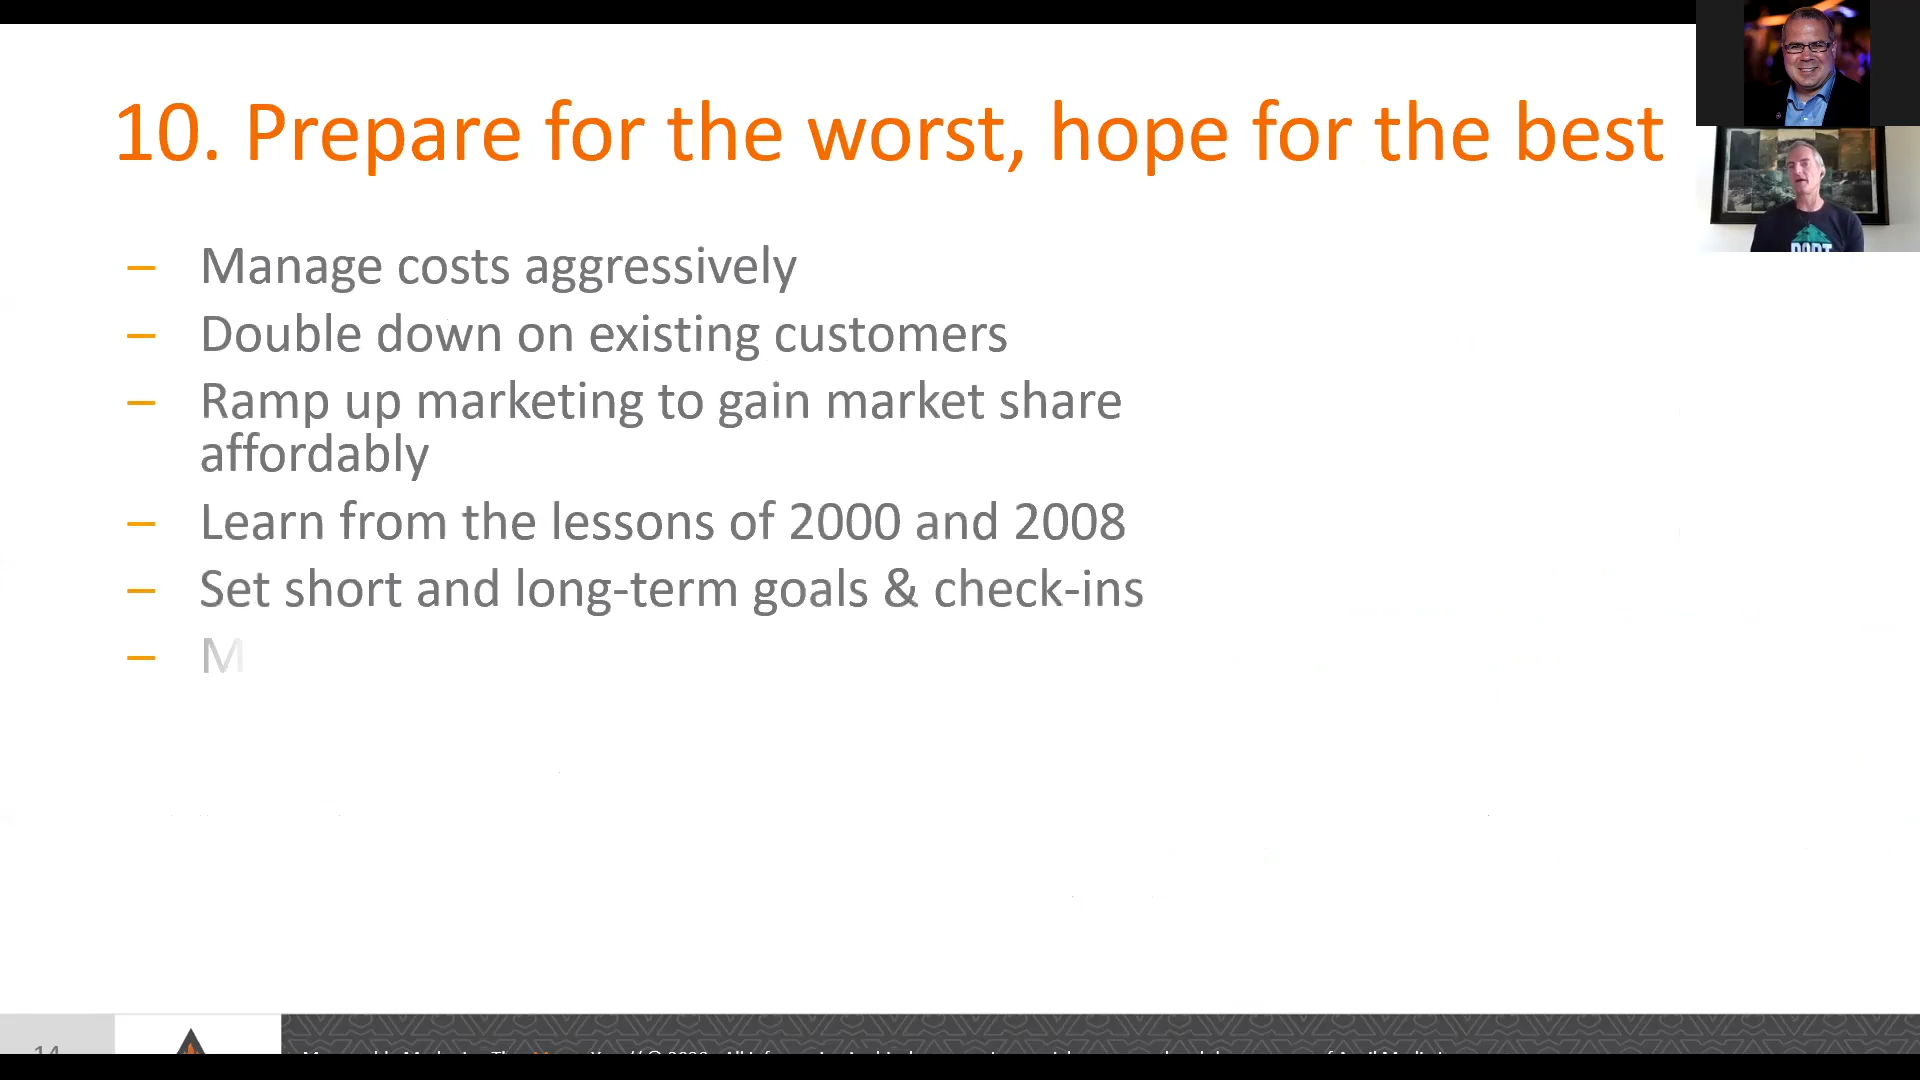 10. Prepare for the worst, hope for the best
– Manage costs aggressively
– Double down on existing customers
– Ramp up marketing to gain market share
affordably
– Learn from the lessons of 2000 and 2008
– Set short and long-term goals & check-ins
– M
14